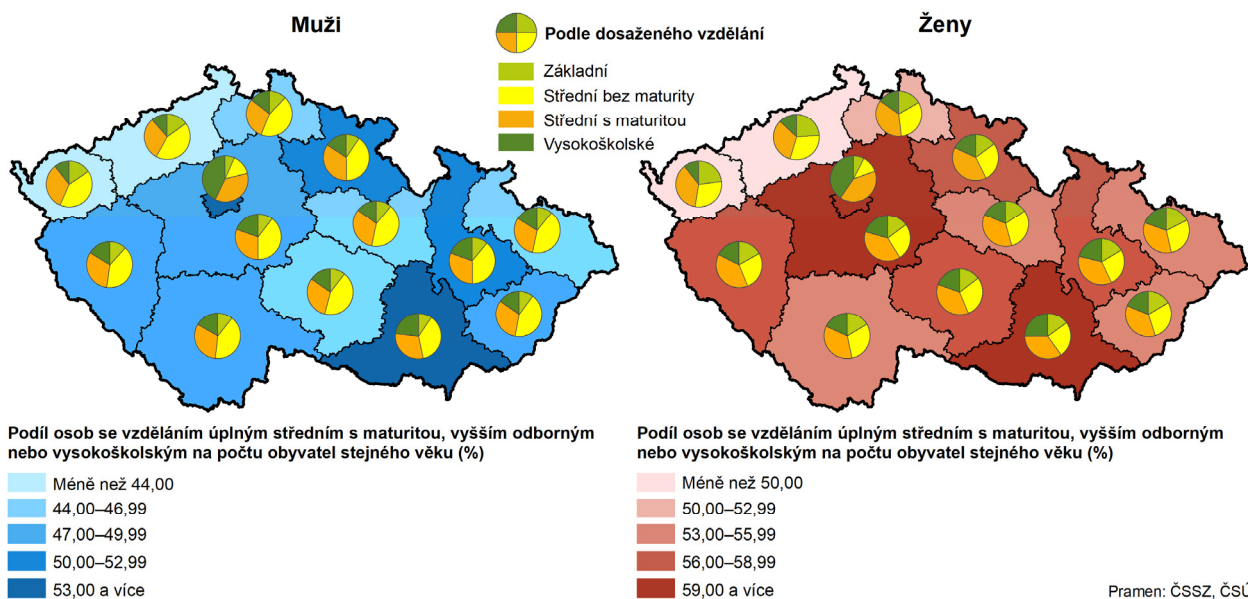 Muži
Podle dosaženého vzdělání
Základní
Střední bez maturity
Střední s maturitou
Vysokoškolské
Ženy
Podíl osob se vzděláním úplným středním s maturitou, vyšším odborným
nebo vysokoškolským na počtu obyvatel stejného věku (%)
Méně než 44,00
44,00–46,99
47,00–49,99
50,00–52,99
53,00 a více
Podíl osob se vzděláním úplným středním s maturitou, vyšším odborným
nebo vysokoškolským na počtu obyvatel stejného věku (%)
Méně než 50,00
50,00–52,99
53,00–55,99
56,00–58,99
59,00 a více
Pramen: ČSSZ, ČSÚ